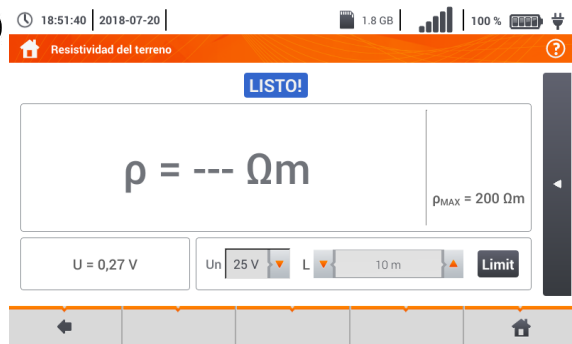 18:51:40 2018-07-20 1.8 GB 100 %
Resistividad del terreno ?
LISTO!
ρ = --- Ωm
ρMAX = 200 Ωm
U = 0,27 V
Un 25 V L 10 m Limit